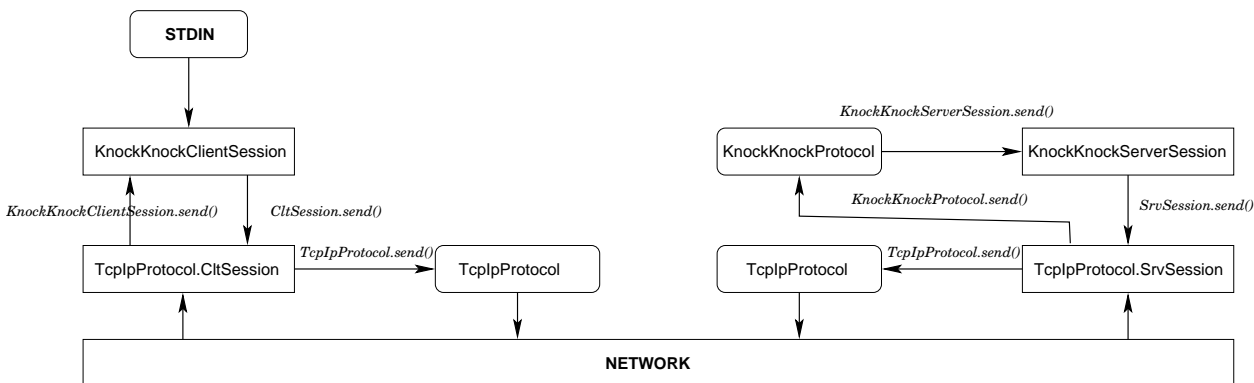 STDIN
KnockKnockServerSession.send()
KnockKnockClientSession
KnockKnockProtocol
KnockKnockServerSession
KnockKnockClientSession.send()
CltSession.send()
KnockKnockProtocol.send()
SrvSession.send()
TcpIpProtocol.CltSession
TcpIpProtocol.send()
TcpIpProtocol
TcpIpProtocol
TcpIpProtocol.send()
TcpIpProtocol.SrvSession
NETWORK